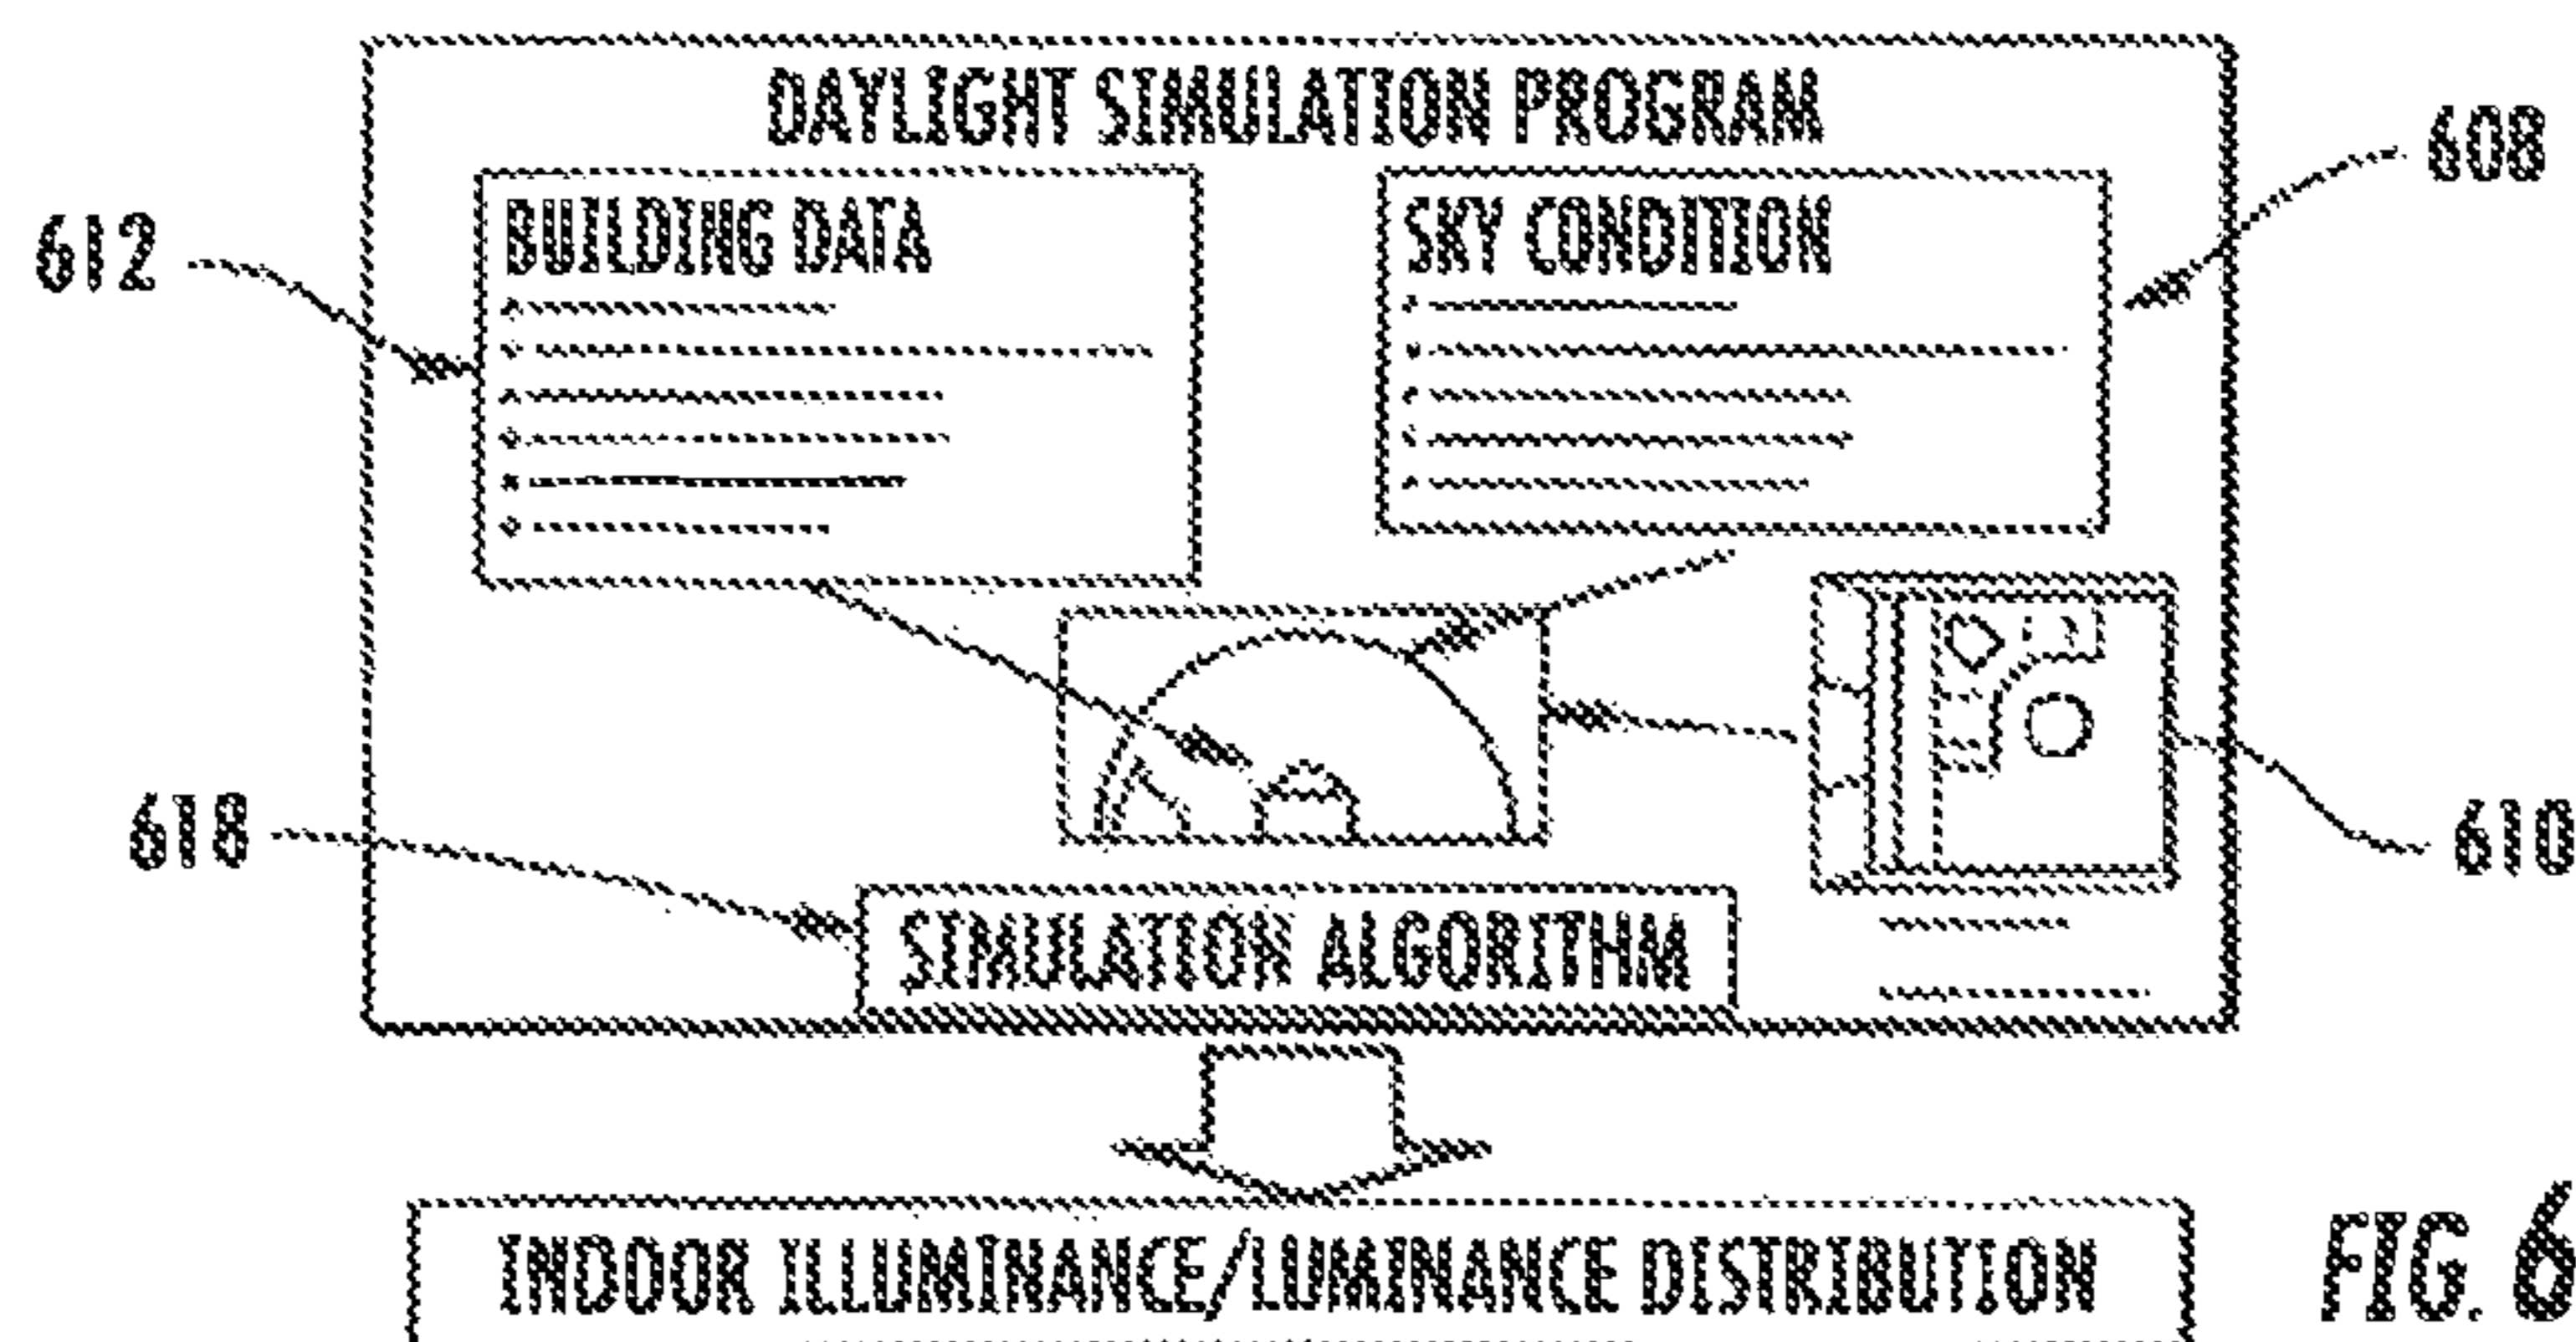 DAYLIGHT SIMULATION PROGRAM
608
612
BUILDING DATA
SKY CONDITION
618
610
SIMULATION ALGORITHM
INDOOR ILLUMINANCE/LUMINANCE DISTRIBUTION
FIG. 6